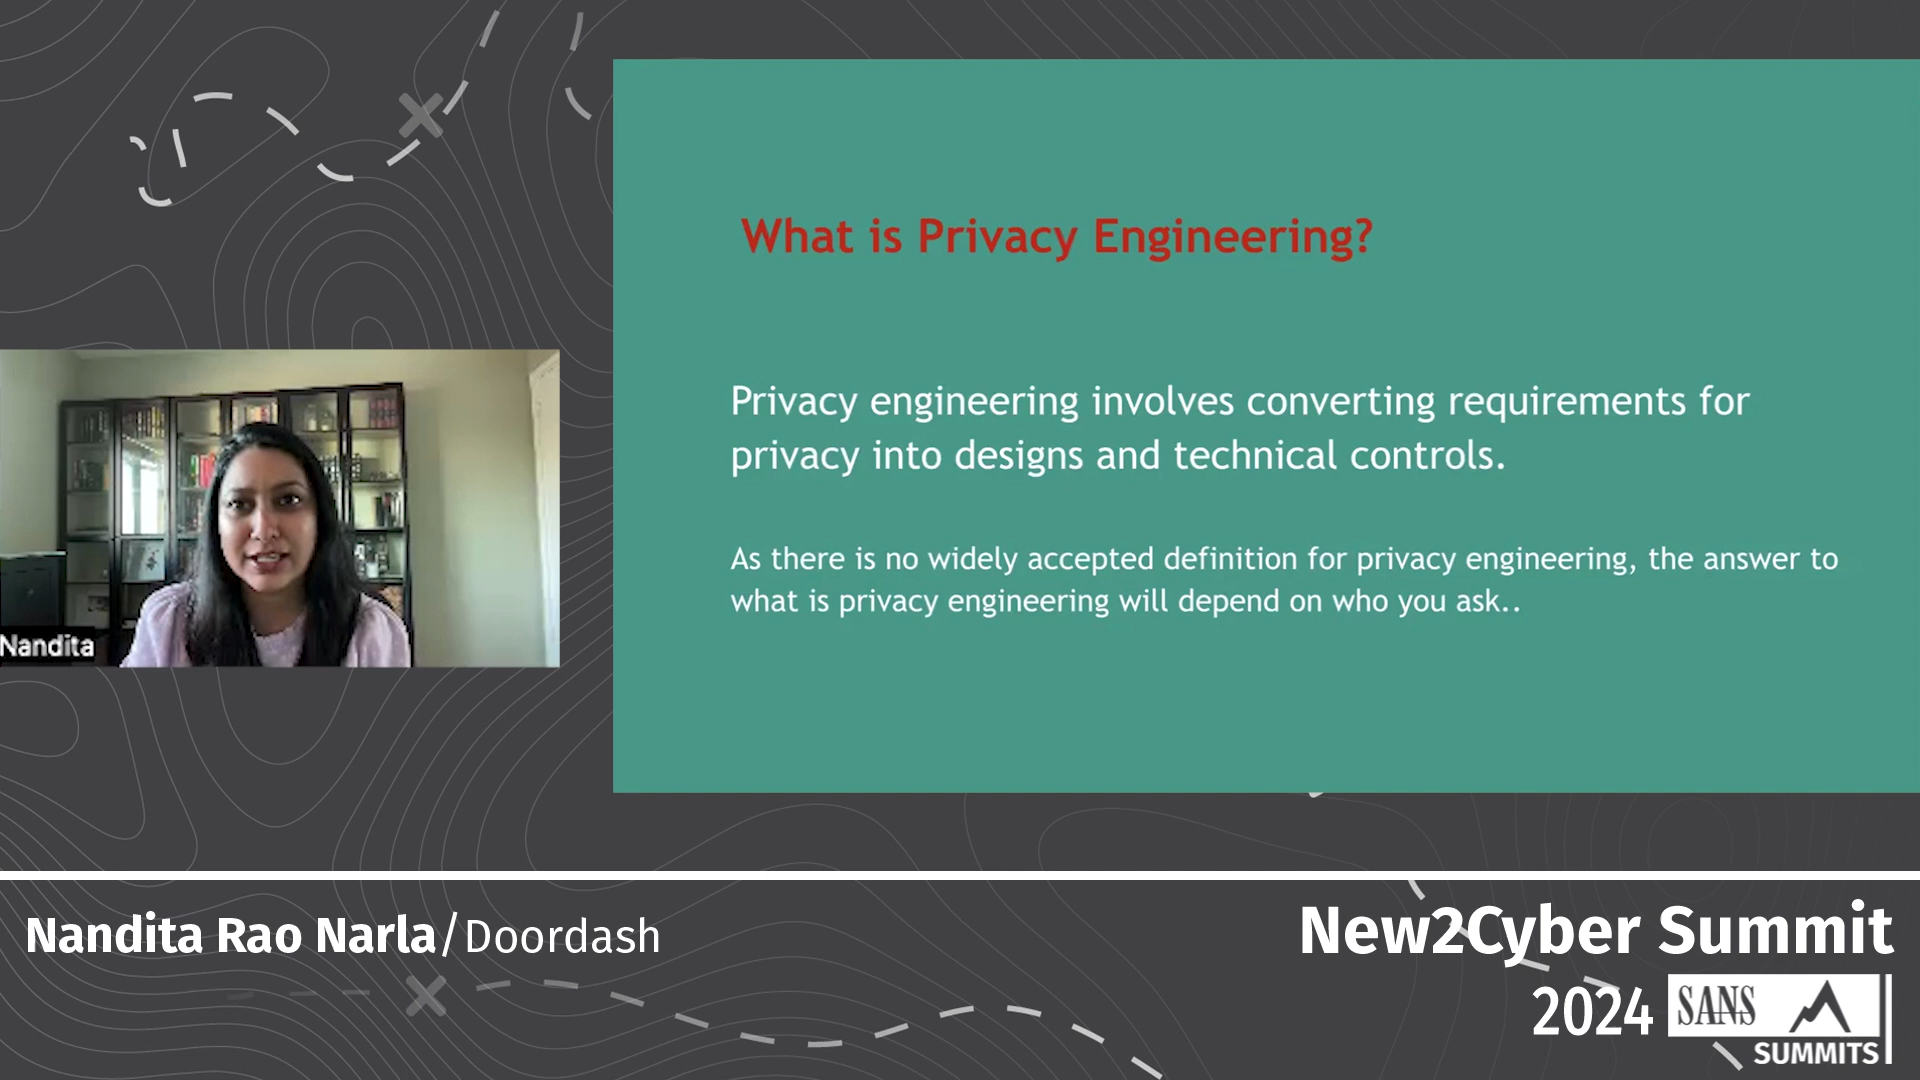 What is Privacy Engineering?
Privacy engineering involves converting requirements for
privacy into designs and technical controls.
As there is no widely accepted definition for privacy engineering, the answer to
what is privacy engineering will depend on who you ask..
Nandita
Nandita Rao Narla/Doordash
New2Cyber Summit
2024 SANS
SUMMITS